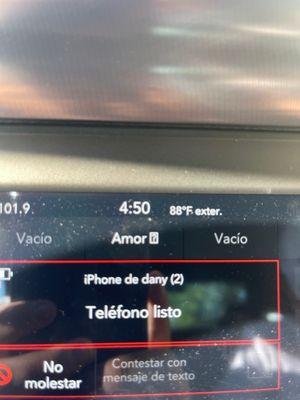 101.9 4:50 88°F exter.
Vacío Amor⍰ Vacío
iPhone de dany (2)
Teléfono listo
No molestar
Contestar con
mensaje de texto